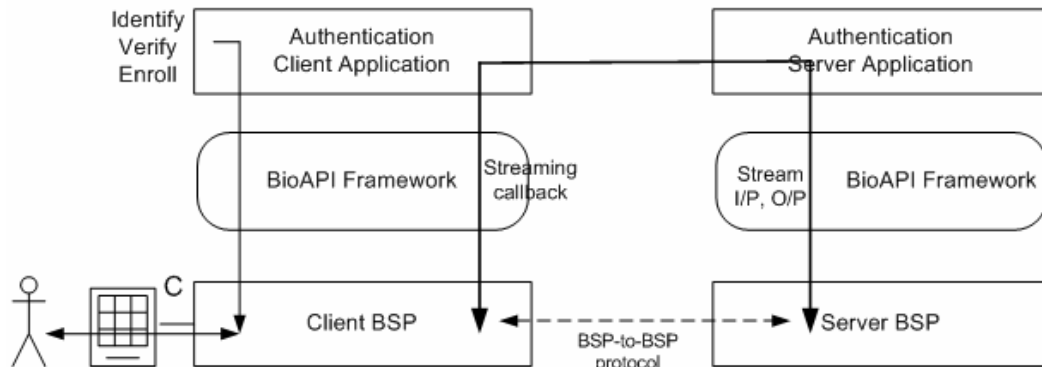 Identify
Verify
Enroll
Authentication
Client Application
Authentication
Server Application
BioAPI Framework
Streaming
callback
Stream
I/P, O/P
BioAPI Framework
C
Client BSP
BSP-to-BSP
protocol
Server BSP